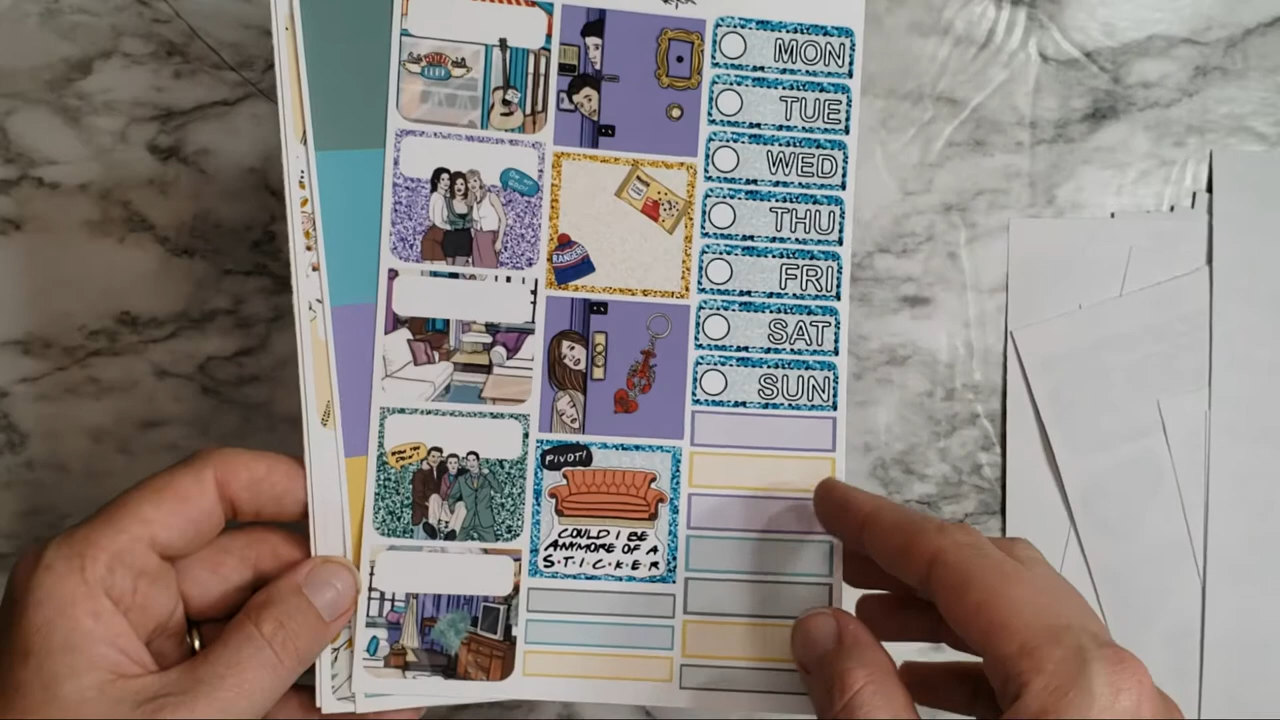 CENTRAL
PERK
OH MY
GOD!
HOW YOU
DOIN'?
RANGERS
PIVOT!
COULD I BE
ANYMORE OF A
S·T·I·C·K·E·R
MON
TUE
WED
THU
FRI
SAT
SUN